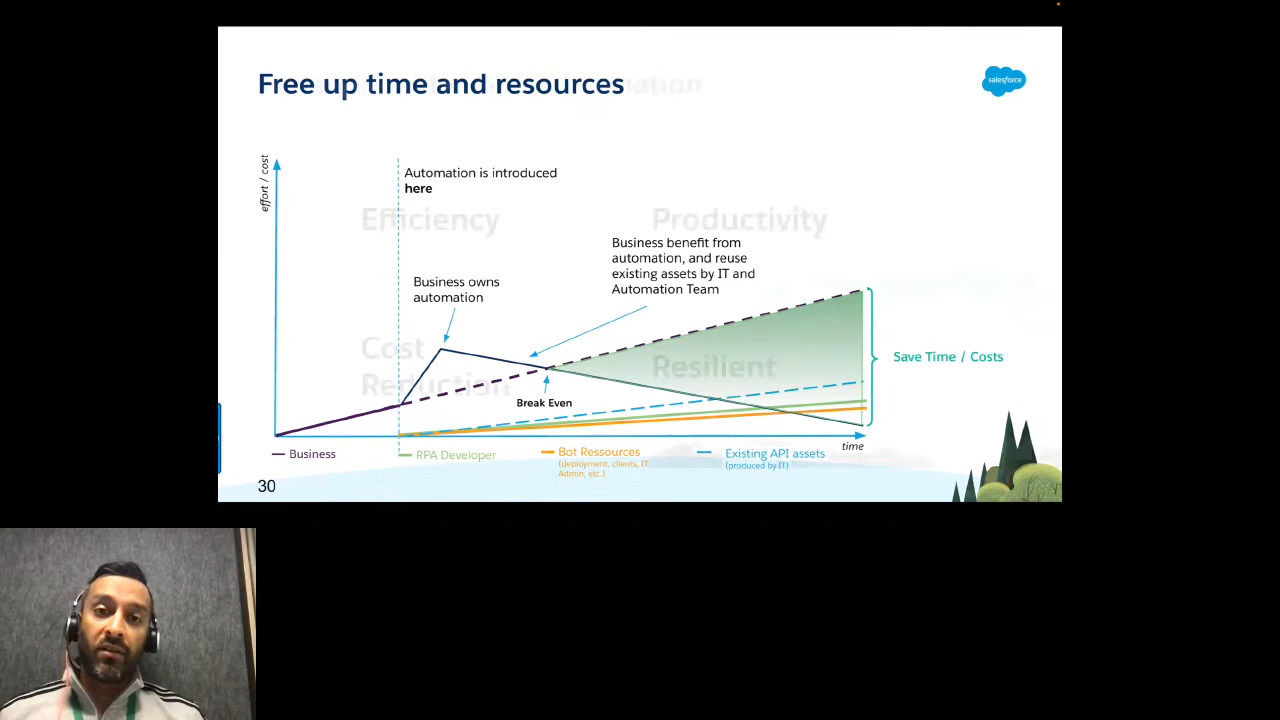 Free up time and resources
salesforce
effort / cost
Automation is introduced
here
Efficiency
Productivity
Business benefit from
automation, and reuse
existing assets by IT and
Automation Team
Business owns
automation
Cost
Reduction
Resilient
Save Time / Costs
Break Even
time
Business
RPA Developer
Bot Ressources
(deployment, clients, IT
Admin, etc.)
Existing API assets
(produced by IT)
30